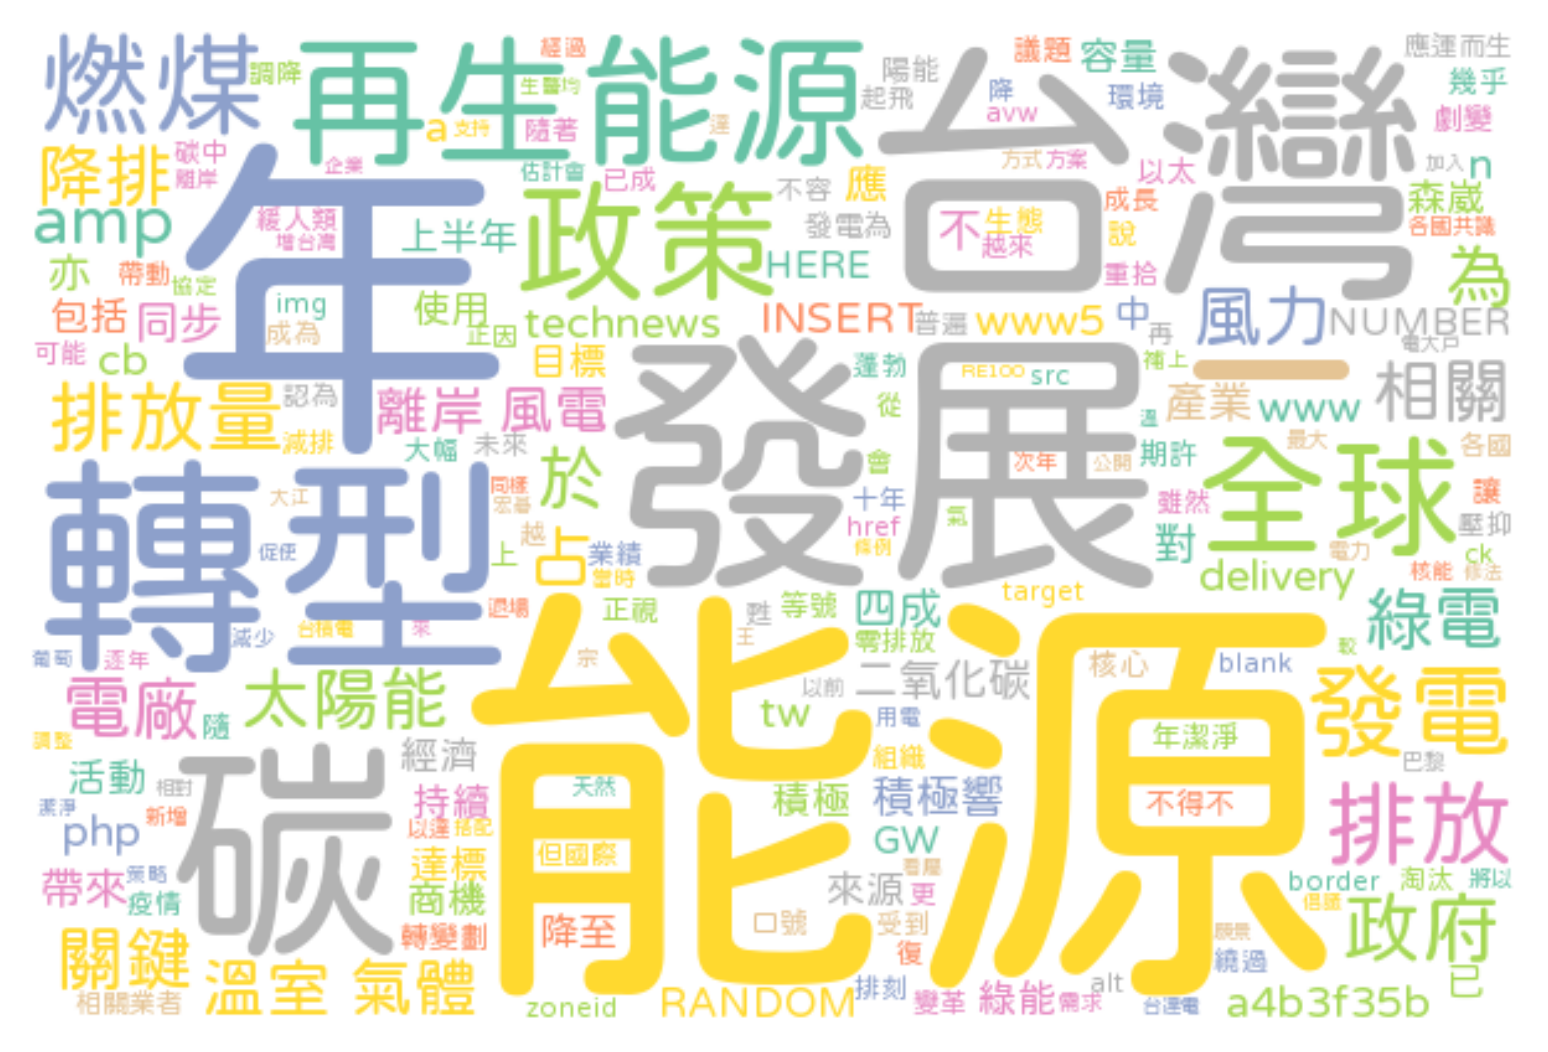 燃煤
調降
再生能源
經過
生醫均
a
支持
隨著
達
陽能
起飛
台灣
降
avw
議題
容量
環境
應運而生
幾乎
劇變
降排
碳中
離岸
企業
估計會
已成
不容
應
方式
方案
以太
加入
n
amp
年
緩人類
增台灣
上半年
政策
發電為
不
生態
越來
成長
說
森崴
各國共識
亦
帶動
協定
img
使用
HERE
重拾
為
包括
同步
成為
正因
technews
INSERT
普遍
www5
中
再
風力
NUMBER
電大戶
可能
cb
目標
發展
蓬勃
RE100
src
補上
一
相關
排放量
認為
離岸
風電
從
產業
www
溫
減排
大幅
未來
於
會
次年
公開
期許
全球
最大
各國
轉型
大江
同樣
宏碁
十年
雖然
讓
越
href
氣
對
壓抑
促使
上
占
業績
當時
條例
電力
ck
delivery
核能
修法
退場
正視
甦
等號
四成
target
綠電
台積電
來
減少
王
零排放
較
葡萄
逐年
宗
能源
以前
二氧化碳
核心
blank
電廠
隨
太陽能
tw
用電
發電
調整
經濟
組織
年潔淨
巴黎
活動
相對
碳
天然
積極
積極響
潔淨
php
新增
持續
不得不
排放
以達
搭配
GW
達標
但國際
看屬
帶來
策略
疫情
商機
來源
更
border
淘汰
將以
倡議
關鍵
轉變劃
降至
口號
受到
願景
政府
復
繞過
溫室
氣體
排刻
alt
已
相關業者
zoneid
RANDOM
變革
綠能
需求
台達電
a4b3f35b